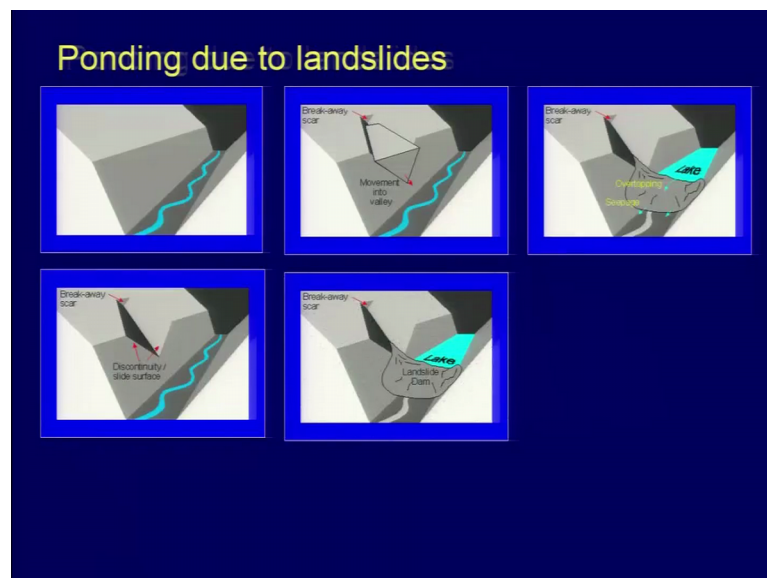 Ponding due to landslides
Break-away
scar
Movement
into
valley
Break-away
scar
Lake
Overtopping
Seepage
Break-away
scar
Discontinuity /
slide surface
Break-away
scar
Lake
Landslide
Dam